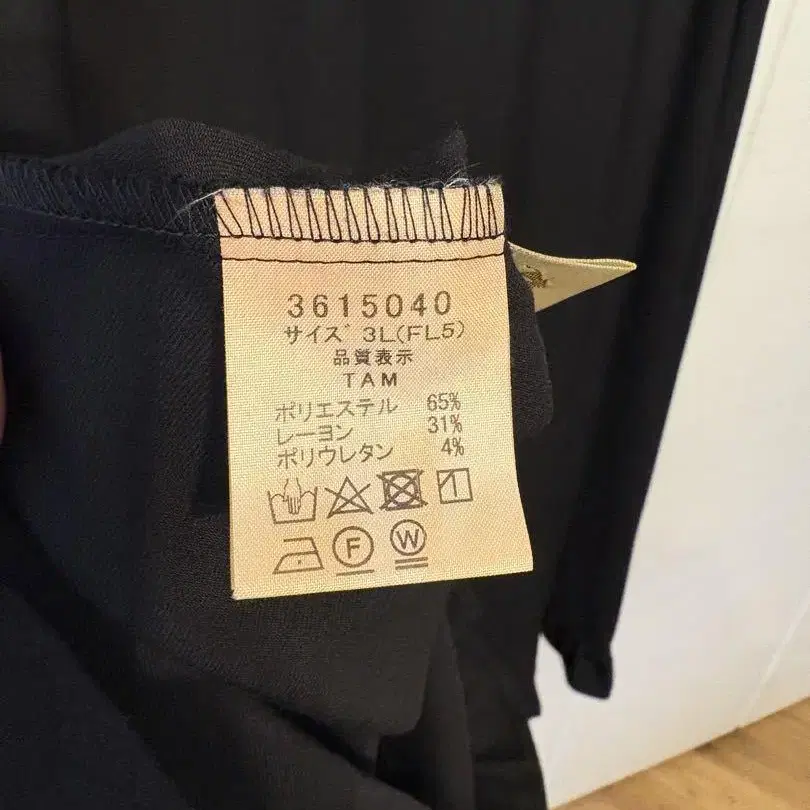 3615040
サイズ 3L(FL5)
品質表示
TAM
ポリエステル 65%
レーヨン 31%
ポリウレタン 4%
F W